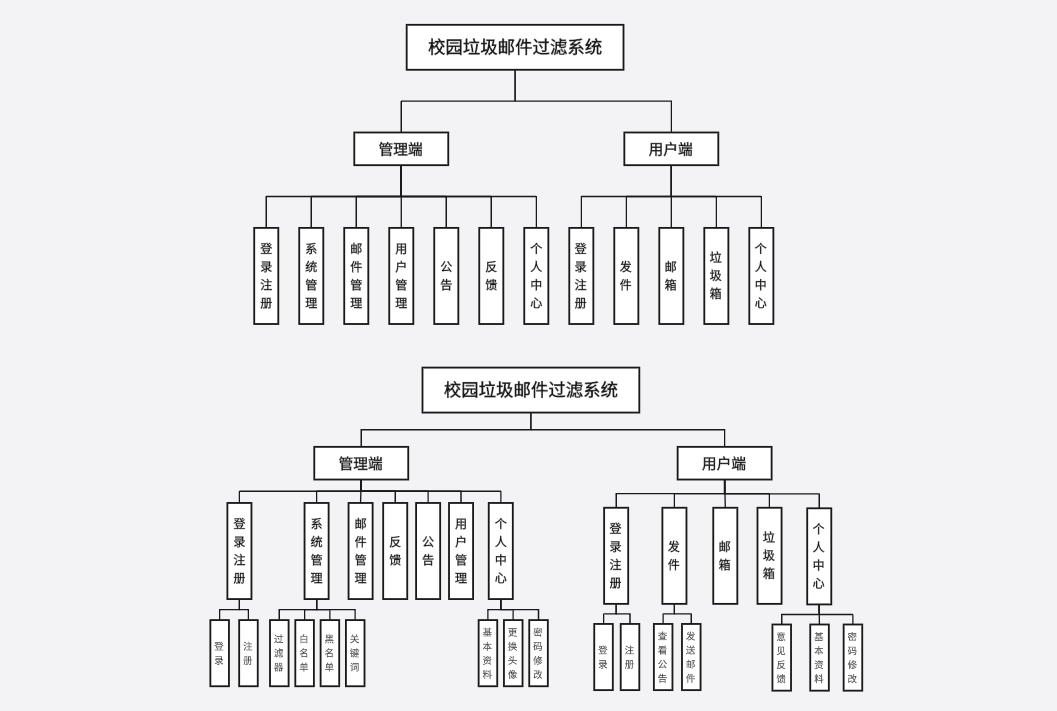 校园垃圾邮件过滤系统
管理端
用户端
登录注册
系统管理
邮件管理
用户管理
公告
反馈
个人中心
登录注册
发件
邮箱
垃圾箱
个人中心
校园垃圾邮件过滤系统
管理端
用户端
登录注册
系统管理
邮件管理
反馈
公告
用户管理
个人中心
登录注册
发件
邮箱
垃圾箱
个人中心
登录
注册
过滤器
白名单
黑名单
关键词
基本资料
更换头像
密码修改
登录
注册
查看公告
发送邮件
意见反馈
基本资料
密码修改